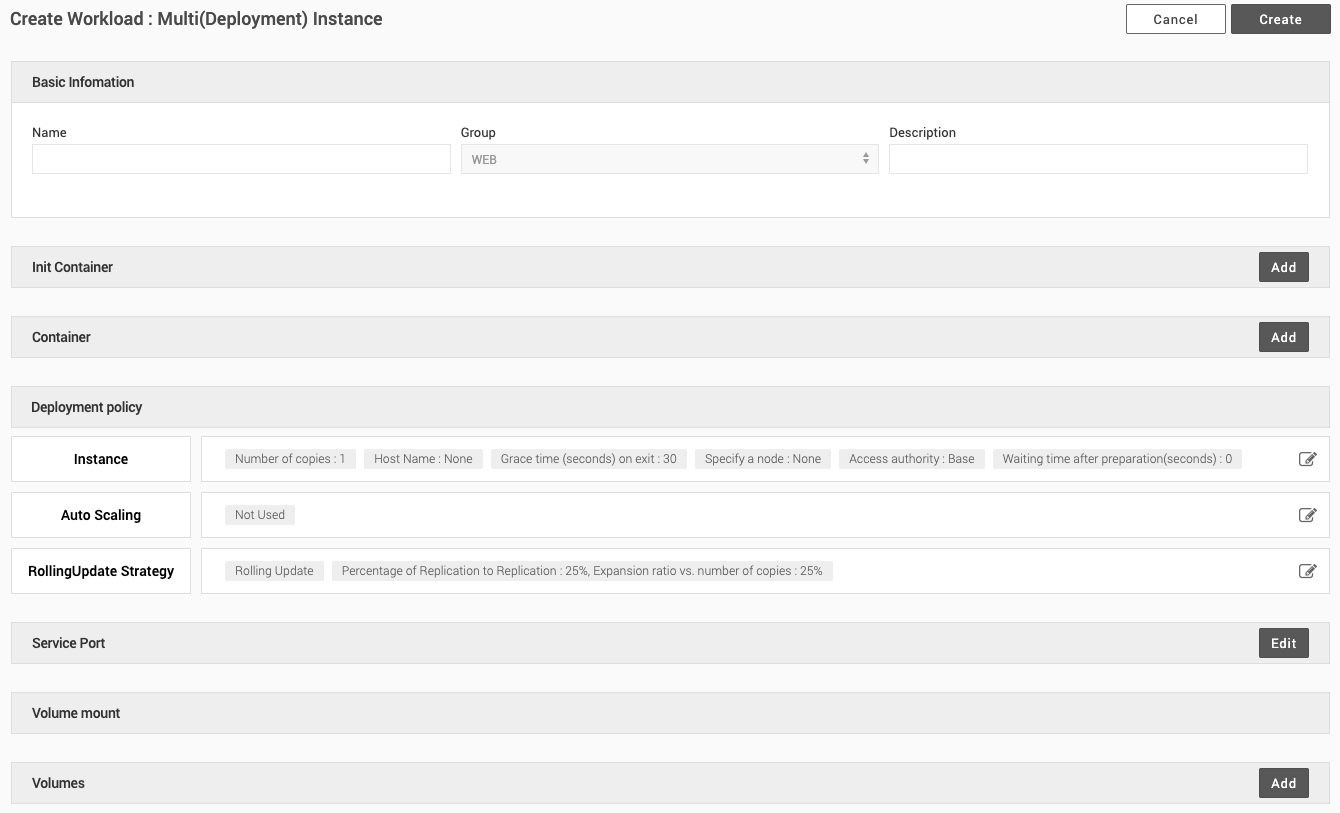 Create Workload : Multi(Deployment) Instance
Cancel
Create
Basic Infomation
Name
Group
Description
WEB
Init Container
Add
Container
Add
Deployment policy
Instance
Number of copies : 1
Host Name : None
Grace time (seconds) on exit : 30
Specify a node : None
Access authority : Base
Waiting time after preparation(seconds) : 0
Auto Scaling
Not Used
RollingUpdate Strategy
Rolling Update
Percentage of Replication to Replication : 25%, Expansion ratio vs. number of copies : 25%
Service Port
Edit
Volume mount
Volumes
Add